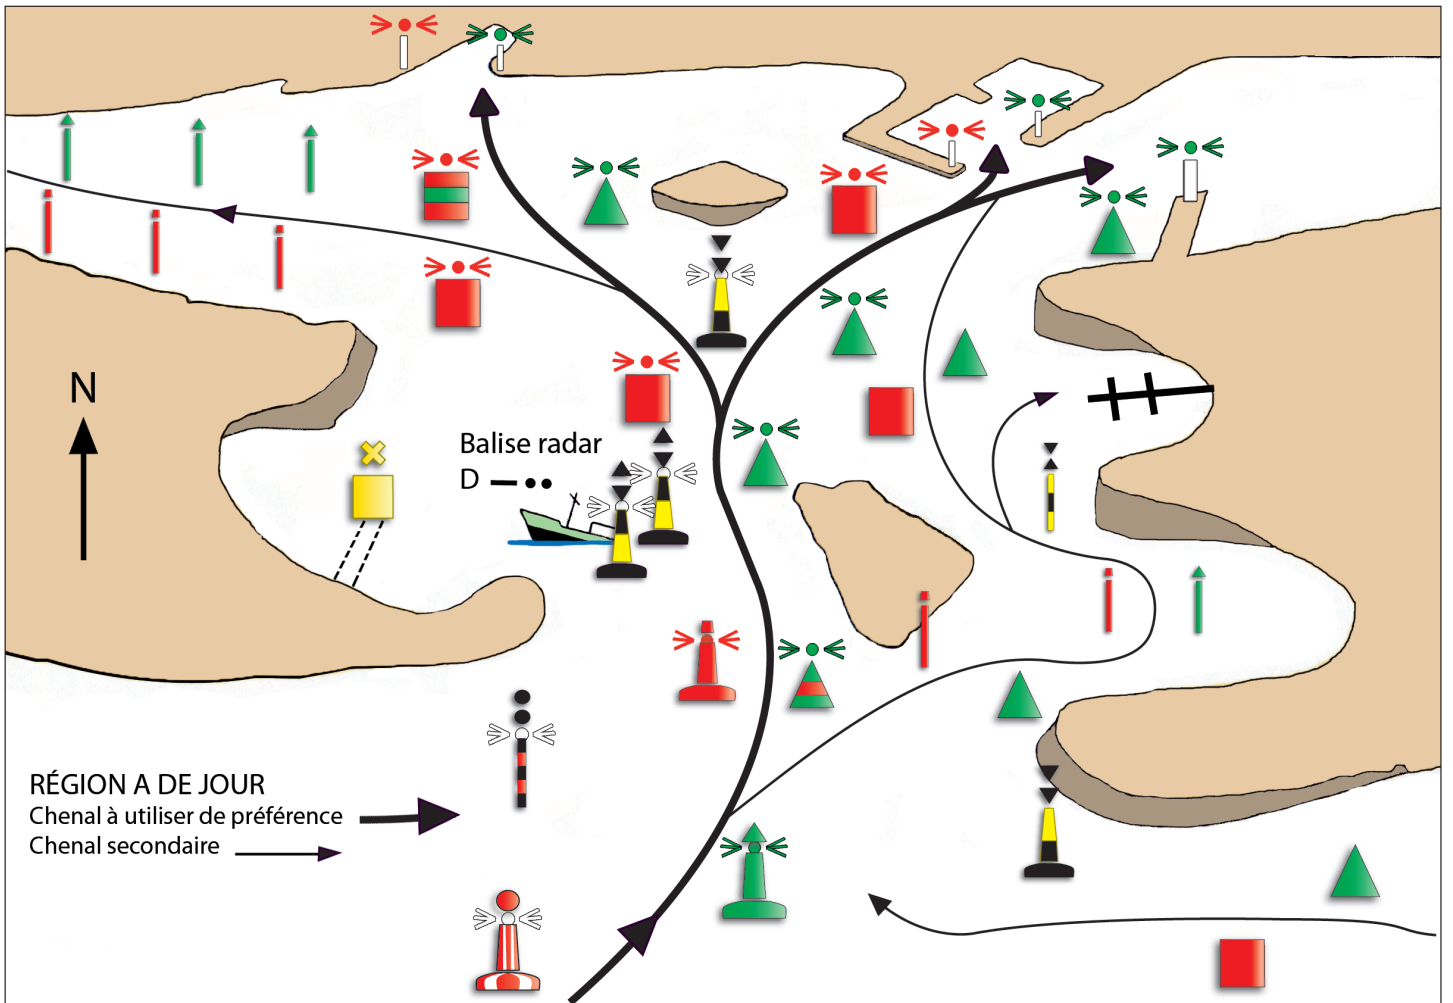 N
Balise radar
D
RÉGION A DE JOUR
Chenal à utiliser de préférence
Chenal secondaire